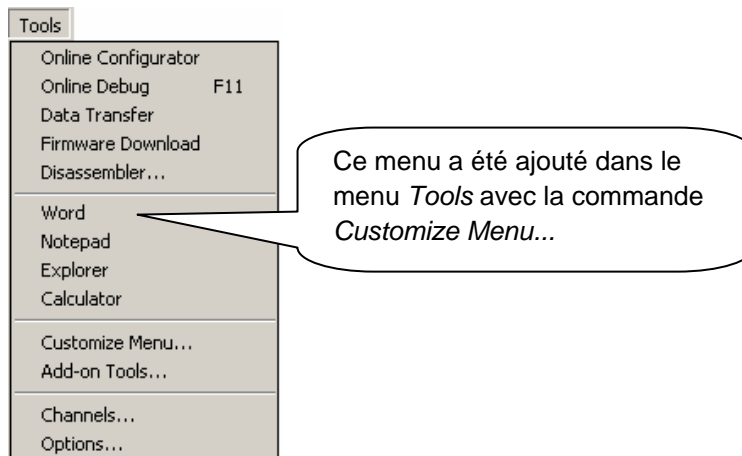 Tools
Online Configurator
Online Debug F11
Data Transfer
Firmware Download
Disassembler...
Word
Notepad
Explorer
Calculator
Customize Menu...
Add-on Tools...
Channels...
Options...
Ce menu a été ajouté dans le
menu Tools avec la commande
Customize Menu...